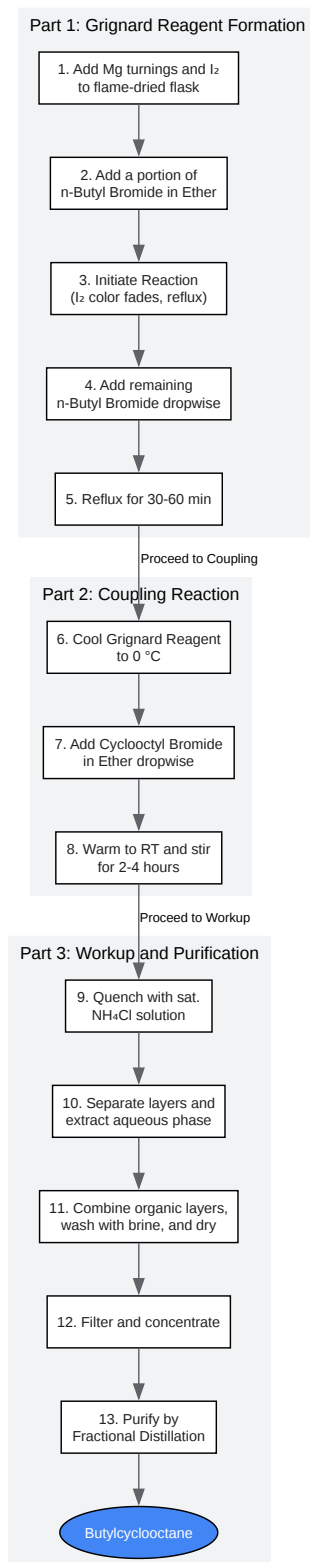 Part 1: Grignard Reagent Formation
1. Add Mg turnings and I₂
to flame-dried flask
2. Add a portion of
n-Butyl Bromide in Ether
3. Initiate Reaction
(I₂ color fades, reflux)
4. Add remaining
n-Butyl Bromide dropwise
5. Reflux for 30-60 min
Proceed to Coupling
Part 2: Coupling Reaction
6. Cool Grignard Reagent
to 0 °C
7. Add Cyclooctyl Bromide
in Ether dropwise
8. Warm to RT and stir
for 2-4 hours
Proceed to Workup
Part 3: Workup and Purification
9. Quench with sat.
NH₄Cl solution
10. Separate layers and
extract aqueous phase
11. Combine organic layers,
wash with brine, and dry
12. Filter and concentrate
13. Purify by
Fractional Distillation
Butylcyclooctane